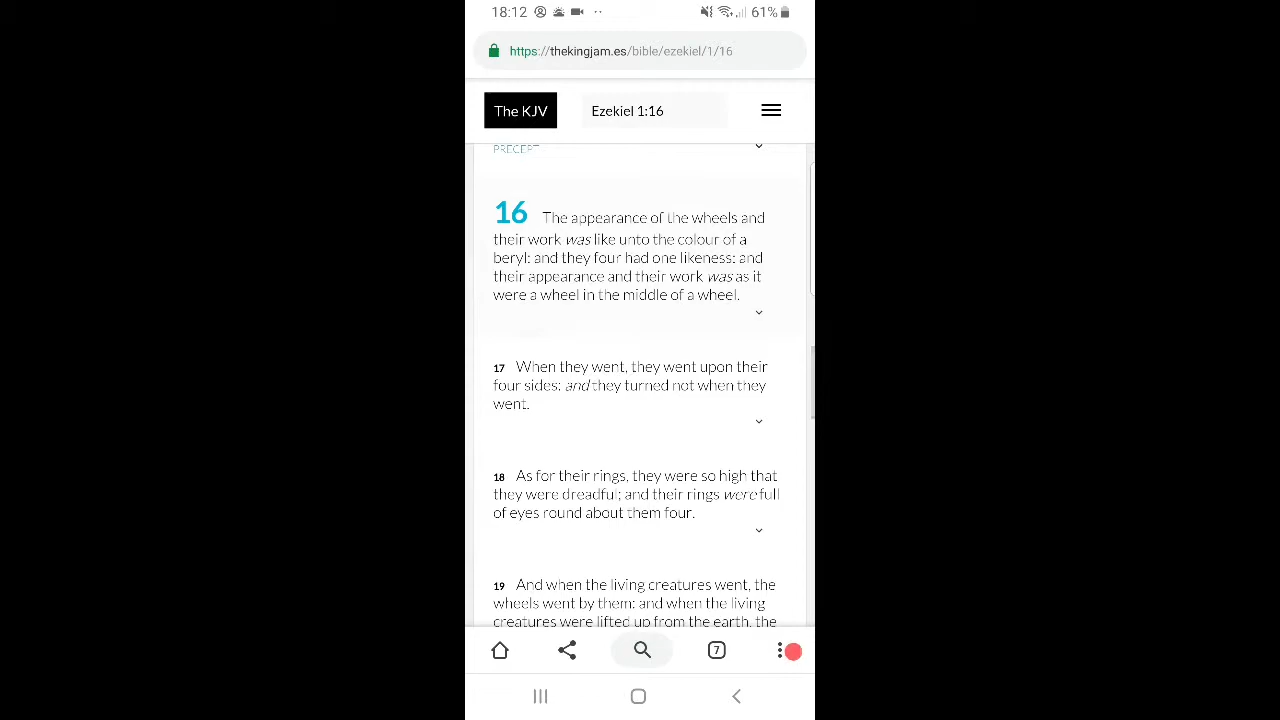 18:12 61%
https://thekingjam.es/bible/ezekiel/1/16
The KJV Ezekiel 1:16
PRECEPT
16 The appearance of the wheels and
their work was like unto the colour of a
beryl: and they four had one likeness: and
their appearance and their work was as it
were a wheel in the middle of a wheel.
17 When they went, they went upon their
four sides: and they turned not when they
went.
18 As for their rings, they were so high that
they were dreadful; and their rings were full
of eyes round about them four.
19 And when the living creatures went, the
wheels went by them: and when the living
creatures were lifted up from the earth, the
7